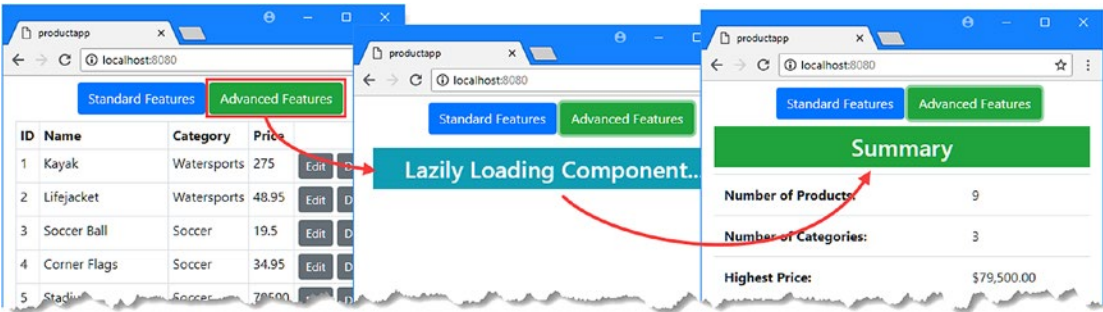 productapp
localhost:8080
Standard Features Advanced Features
ID Name Category Price
1 Kayak Watersports 275 Edit D
2 Lifejacket Watersports 48.95 Edit D
3 Soccer Ball Soccer 19.5 Edit D
4 Corner Flags Soccer 34.95 Edit D
5 Soccer
productapp
localhost:8080
Standard Features Advanced Features
Lazily Loading Component...
productapp
localhost:8080
Standard Features Advanced Features
Summary
Number of Products: 9
Number of Categories: 3
Highest Price: $79,500.00